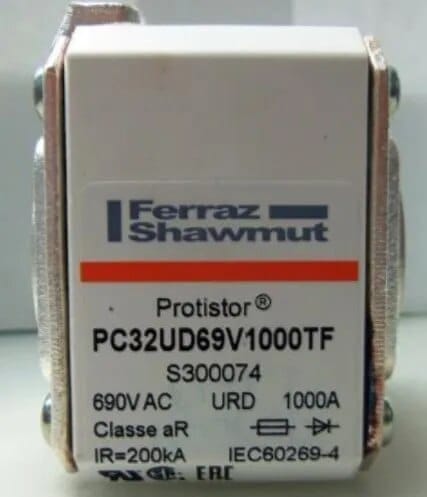 Ferraz
Shawmut
Protistor®
PC32UD69V1000TF
S300074
690V AC URD 1000A
Classe aR
IR=200kA IEC60269-4